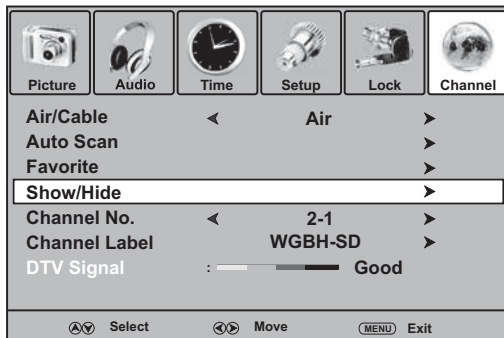 Picture Audio Time Setup Lock Channel
Air/Cable Air
Auto Scan
Favorite
Show/Hide
Channel No. 2-1
Channel Label WGBH-SD
DTV Signal : Good
Select Move MENU Exit